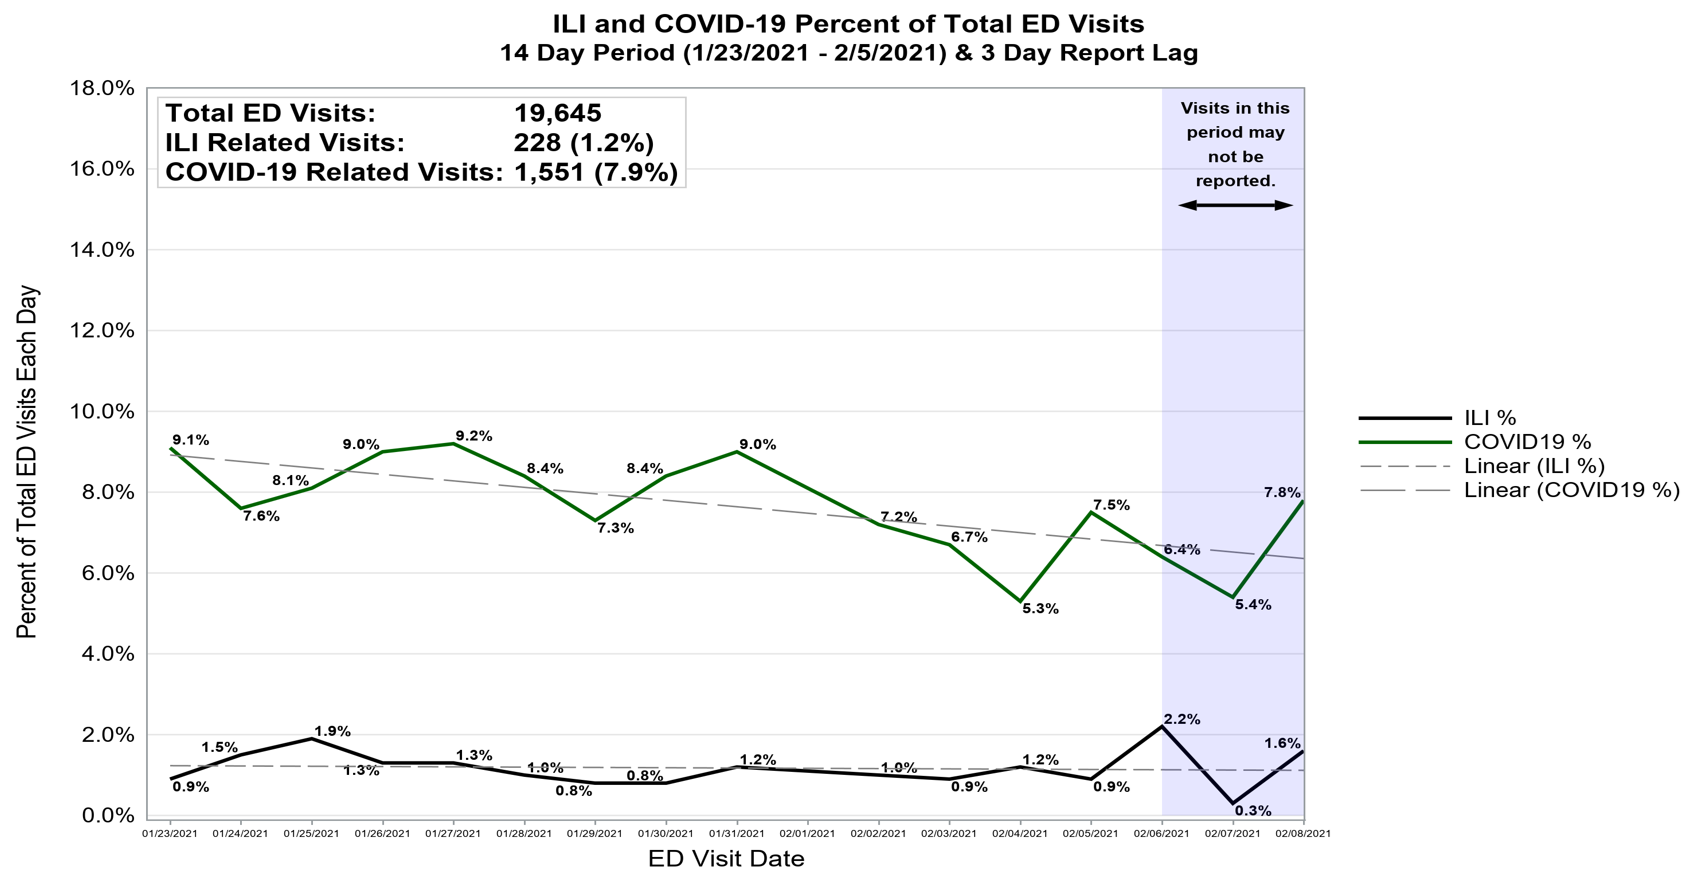 ILI and COVID-19 Percent of Total ED Visits
14 Day Period (1/23/2021 - 2/5/2021) & 3 Day Report Lag
18.0%
16.0%
14.0%
12.0%
10.0%
8.0%
6.0%
4.0%
2.0%
0.0%
Percent of Total ED Visits Each Day
Total ED Visits: 19,645
ILI Related Visits: 228 (1.2%)
COVID-19 Related Visits: 1,551 (7.9%)
Visits in this
period may
not be
reported.
9.1%
7.6%
8.1%
9.0%
9.2%
8.4%
7.3%
8.4%
9.0%
7.2%
6.7%
5.3%
7.5%
6.4%
5.4%
7.8%
0.9%
1.5%
1.9%
1.3%
1.3%
1.0%
0.8%
0.8%
1.2%
1.0%
0.9%
1.2%
0.9%
2.2%
0.3%
1.6%
01/23/2021 01/24/2021 01/25/2021 01/26/2021 01/27/2021 01/28/2021 01/29/2021 01/30/2021 01/31/2021 02/01/2021 02/02/2021 02/03/2021 02/04/2021 02/05/2021 02/06/2021 02/07/2021 02/08/2021
ED Visit Date
ILI %
COVID19 %
Linear (ILI %)
Linear (COVID19 %)